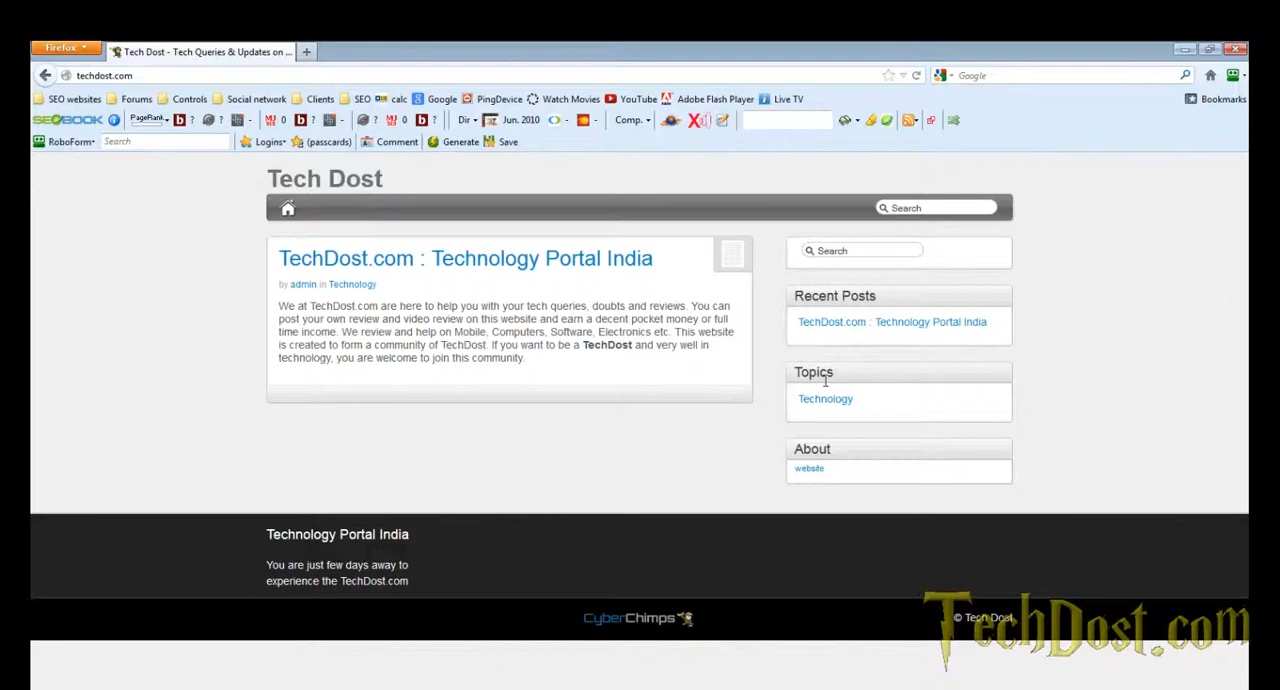 Firefox
Tech Dost - Tech Queries & Updates on ...
techdost.com
Google
SEO websites Forums Controls Social network Clients SEO calc Google PingDevice Watch Movies YouTube Adobe Flash Player Live TV Bookmarks
SEOBOOK PageRank ? ? 0 ? - ? 0 ? Dir Jun. 2010 - - Comp.
RoboForm Search Logins (passcards) Comment Generate Save
Tech Dost
Search
TechDost.com : Technology Portal India
by admin in Technology
We at TechDost.com are here to help you with your tech queries, doubts and reviews. You can
post your own review and video review on this website and earn a decent pocket money or full
time income. We review and help on Mobile, Computers, Software, Electronics etc. This website
is created to form a community of TechDost. If you want to be a TechDost and very well in
technology, you are welcome to join this community.
Search
Recent Posts
TechDost.com : Technology Portal India
Topics
Technology
About
website
Technology Portal India
You are just few days away to
experience the TechDost.com
CyberChimps
© Tech Dost
TechDost.com